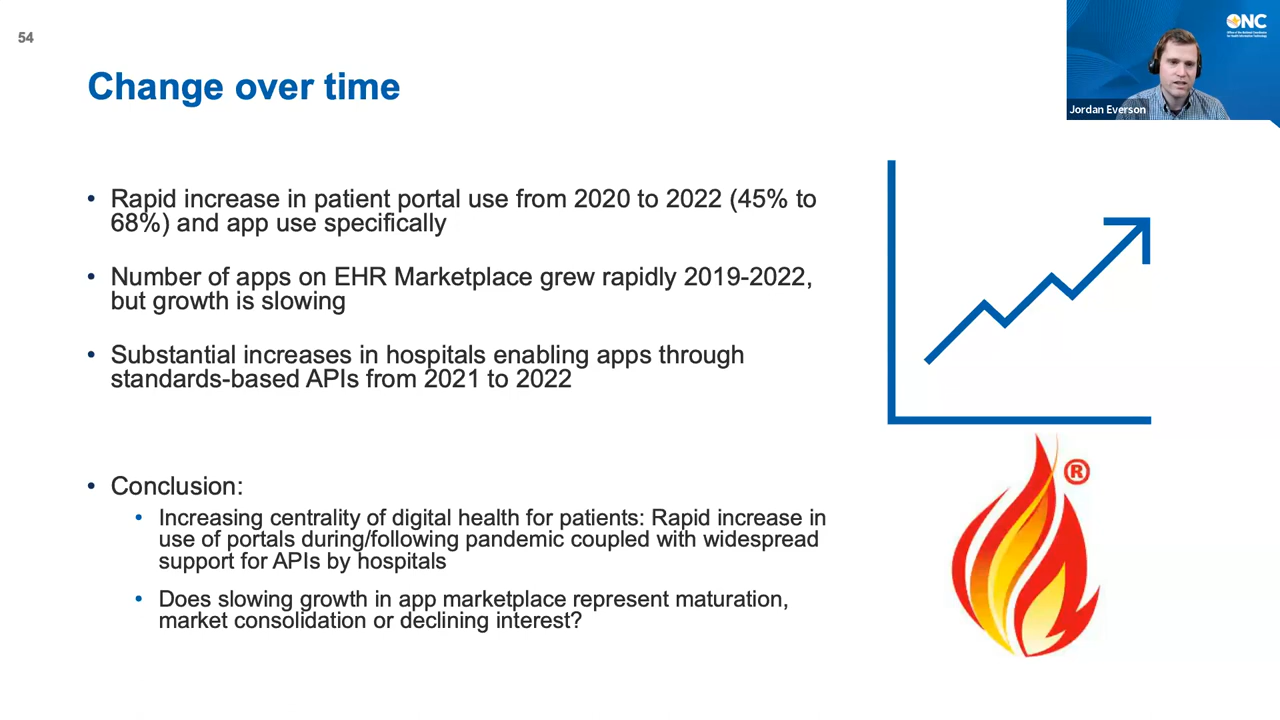 54
Change over time
• Rapid increase in patient portal use from 2020 to 2022 (45% to
68%) and app use specifically
• Number of apps on EHR Marketplace grew rapidly 2019-2022,
but growth is slowing
• Substantial increases in hospitals enabling apps through
standards-based APIs from 2021 to 2022
• Conclusion:
• Increasing centrality of digital health for patients: Rapid increase in
use of portals during/following pandemic coupled with widespread
support for APIs by hospitals
• Does slowing growth in app marketplace represent maturation,
market consolidation or declining interest?
ONC
Jordan Everson
®